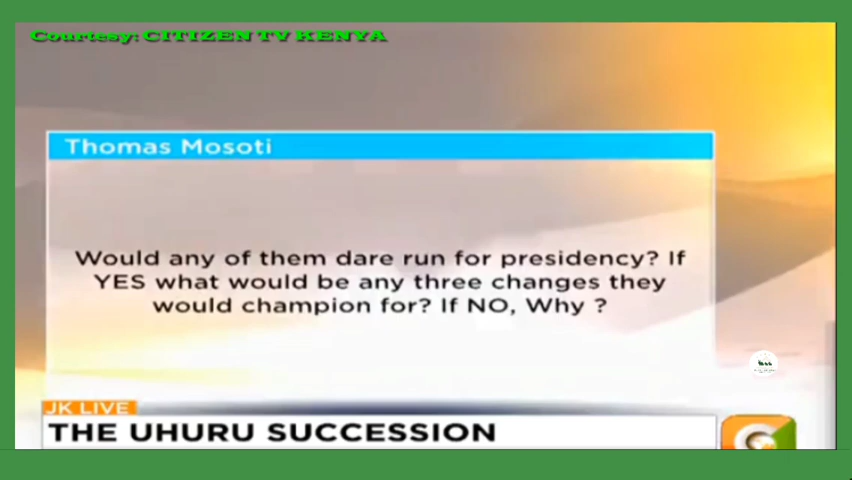 Courtesy: CITIZEN TV KENYA
Thomas Mosoti
Would any of them dare run for presidency? If
YES what would be any three changes they
would champion for? If NO, Why ?
JK LIVE
THE UHURU SUCCESSION